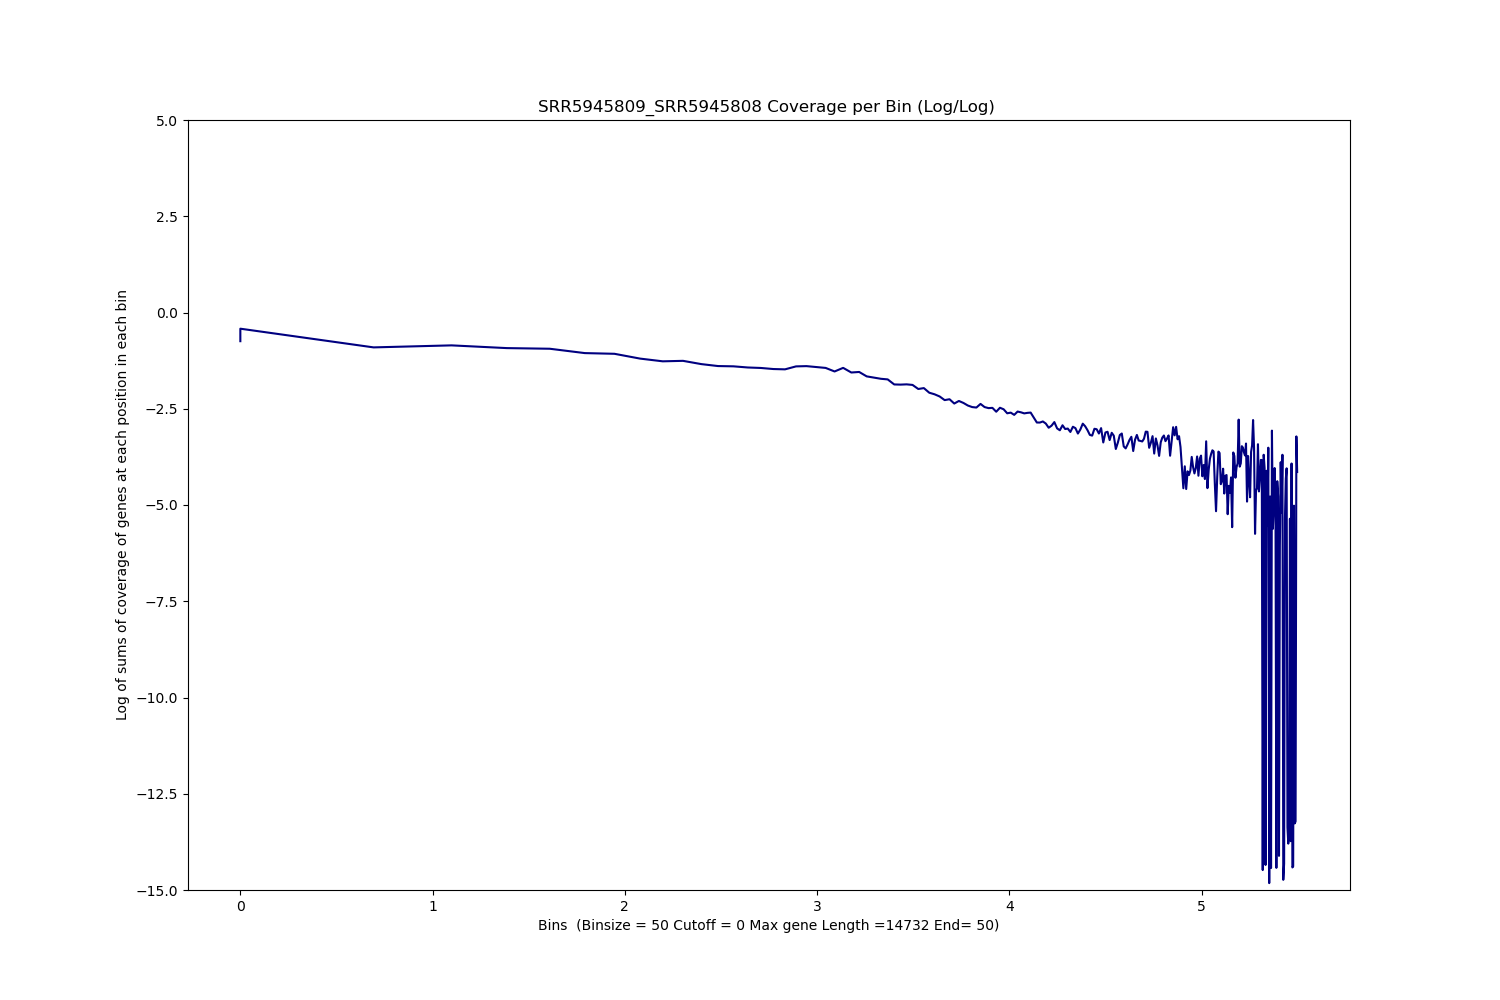 SRR5945809_SRR5945808 Coverage per Bin (Log/Log)
5.0
2.5
0.0
−2.5
−5.0
−7.5
−10.0
−12.5
−15.0
Log of sums of coverage of genes at each position in each bin
0 1 2 3 4 5
Bins  (Binsize = 50 Cutoff = 0 Max gene Length =14732 End= 50)